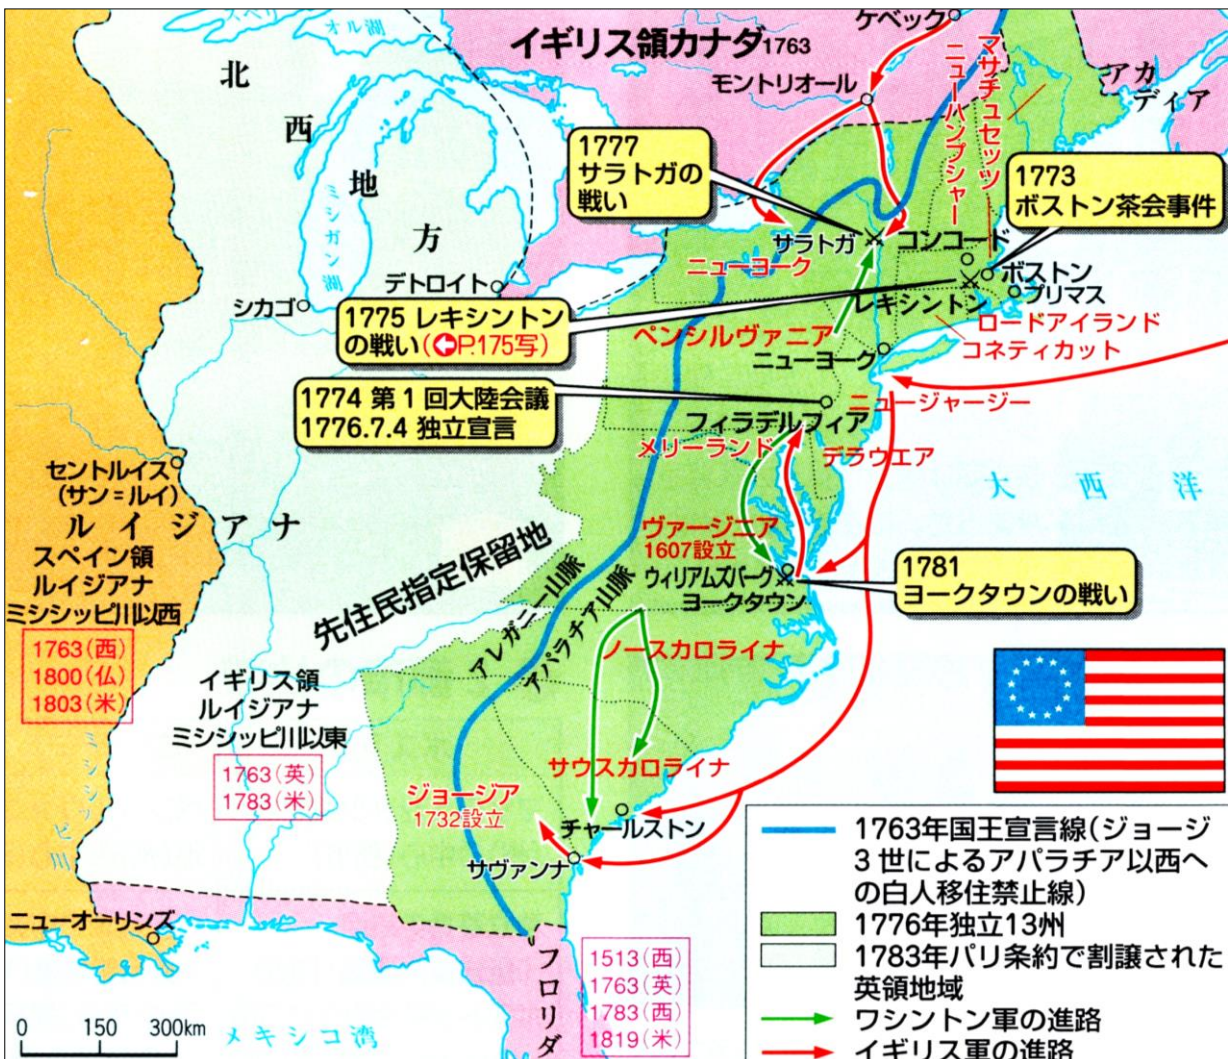 オル湖
イギリス領カナダ1763
ケベック
モントリオール
アカディア
マサチュセッツ
ニューハンプシャー
北西地方
ミシガン湖
1777
サラトガの
戦い
1773
ボストン茶会事件
サラトガ
コンコード
ニューヨーク
ボストン
プリマス
レキシントン
デトロイト
シカゴ
1775 レキシントン
の戦い(P.175写)
ペンシルヴァニア
ロードアイランド
コネティカット
ニューヨーク
1774 第1回大陸会議
1776.7.4 独立宣言
ニュージャージー
フィラデルフィア
メリーランド
デラウエア
大西洋
セントルイス
(サン=ルイ)
ルイジアナ
スペイン領
ルイジアナ
ミシシッピ川以西
1763(西)
1800(仏)
1803(米)
先住民指定保留地
ヴァージニア
1607設立
ウィリアムズバーグ
ヨークタウン
1781
ヨークタウンの戦い
アレガニー山脈
アパラチア山脈
ノースカロライナ
イギリス領
ルイジアナ
ミシシッピ川以東
1763(英)
1783(米)
サウスカロライナ
ジョージア
1732設立
チャールストン
サヴァンナ
ミシシッピ川
ニューオーリンズ
フロリダ
1513(西)
1763(英)
1783(西)
1819(米)
0 150 300km
メキシコ湾
1763年国王宣言線(ジョージ
3世によるアパラチア以西へ
の白人移住禁止線)
1776年独立13州
1783年パリ条約で割譲された
英領地域
ワシントン軍の進路
イギリス軍の進路